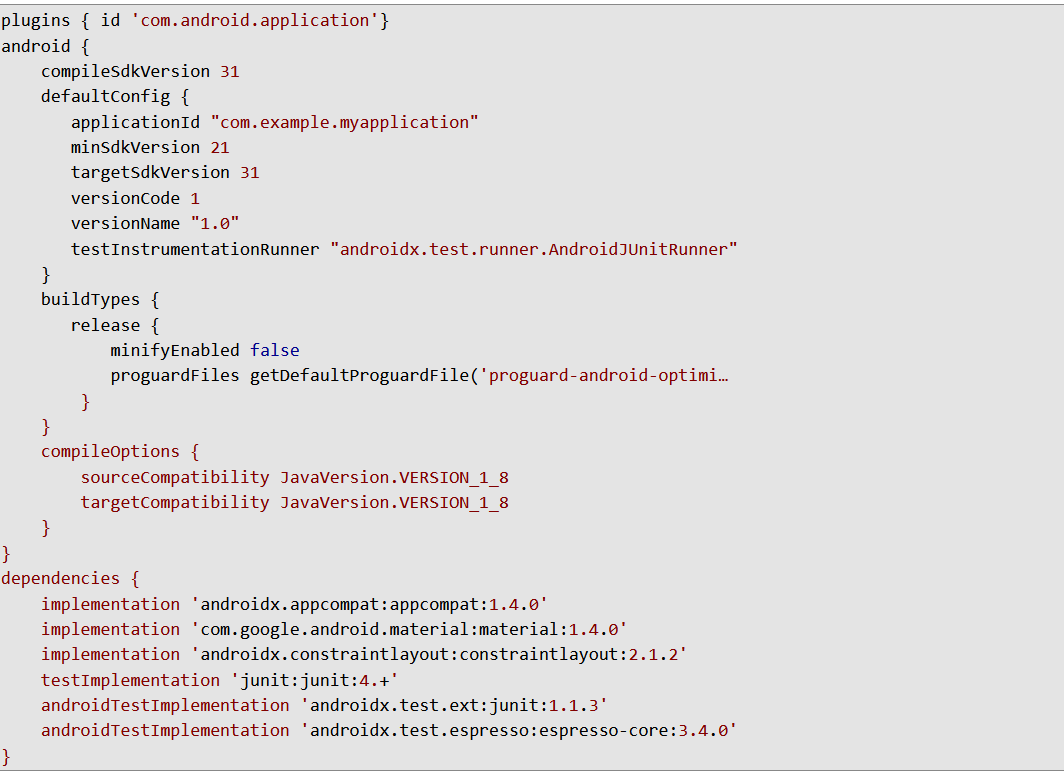 plugins { id 'com.android.application'}
android {
    compileSdkVersion 31
    defaultConfig {
       applicationId "com.example.myapplication"
       minSdkVersion 21
       targetSdkVersion 31
       versionCode 1
       versionName "1.0"
       testInstrumentationRunner "androidx.test.runner.AndroidJUnitRunner"
    }
    buildTypes {
       release {
           minifyEnabled false
           proguardFiles getDefaultProguardFile('proguard-android-optimi…
        }
    }
    compileOptions {
        sourceCompatibility JavaVersion.VERSION_1_8
        targetCompatibility JavaVersion.VERSION_1_8
    }
}
dependencies {
    implementation 'androidx.appcompat:appcompat:1.4.0'
    implementation 'com.google.android.material:material:1.4.0'
    implementation 'androidx.constraintlayout:constraintlayout:2.1.2'
    testImplementation 'junit:junit:4.+'
    androidTestImplementation 'androidx.test.ext:junit:1.1.3'
    androidTestImplementation 'androidx.test.espresso:espresso-core:3.4.0'
}